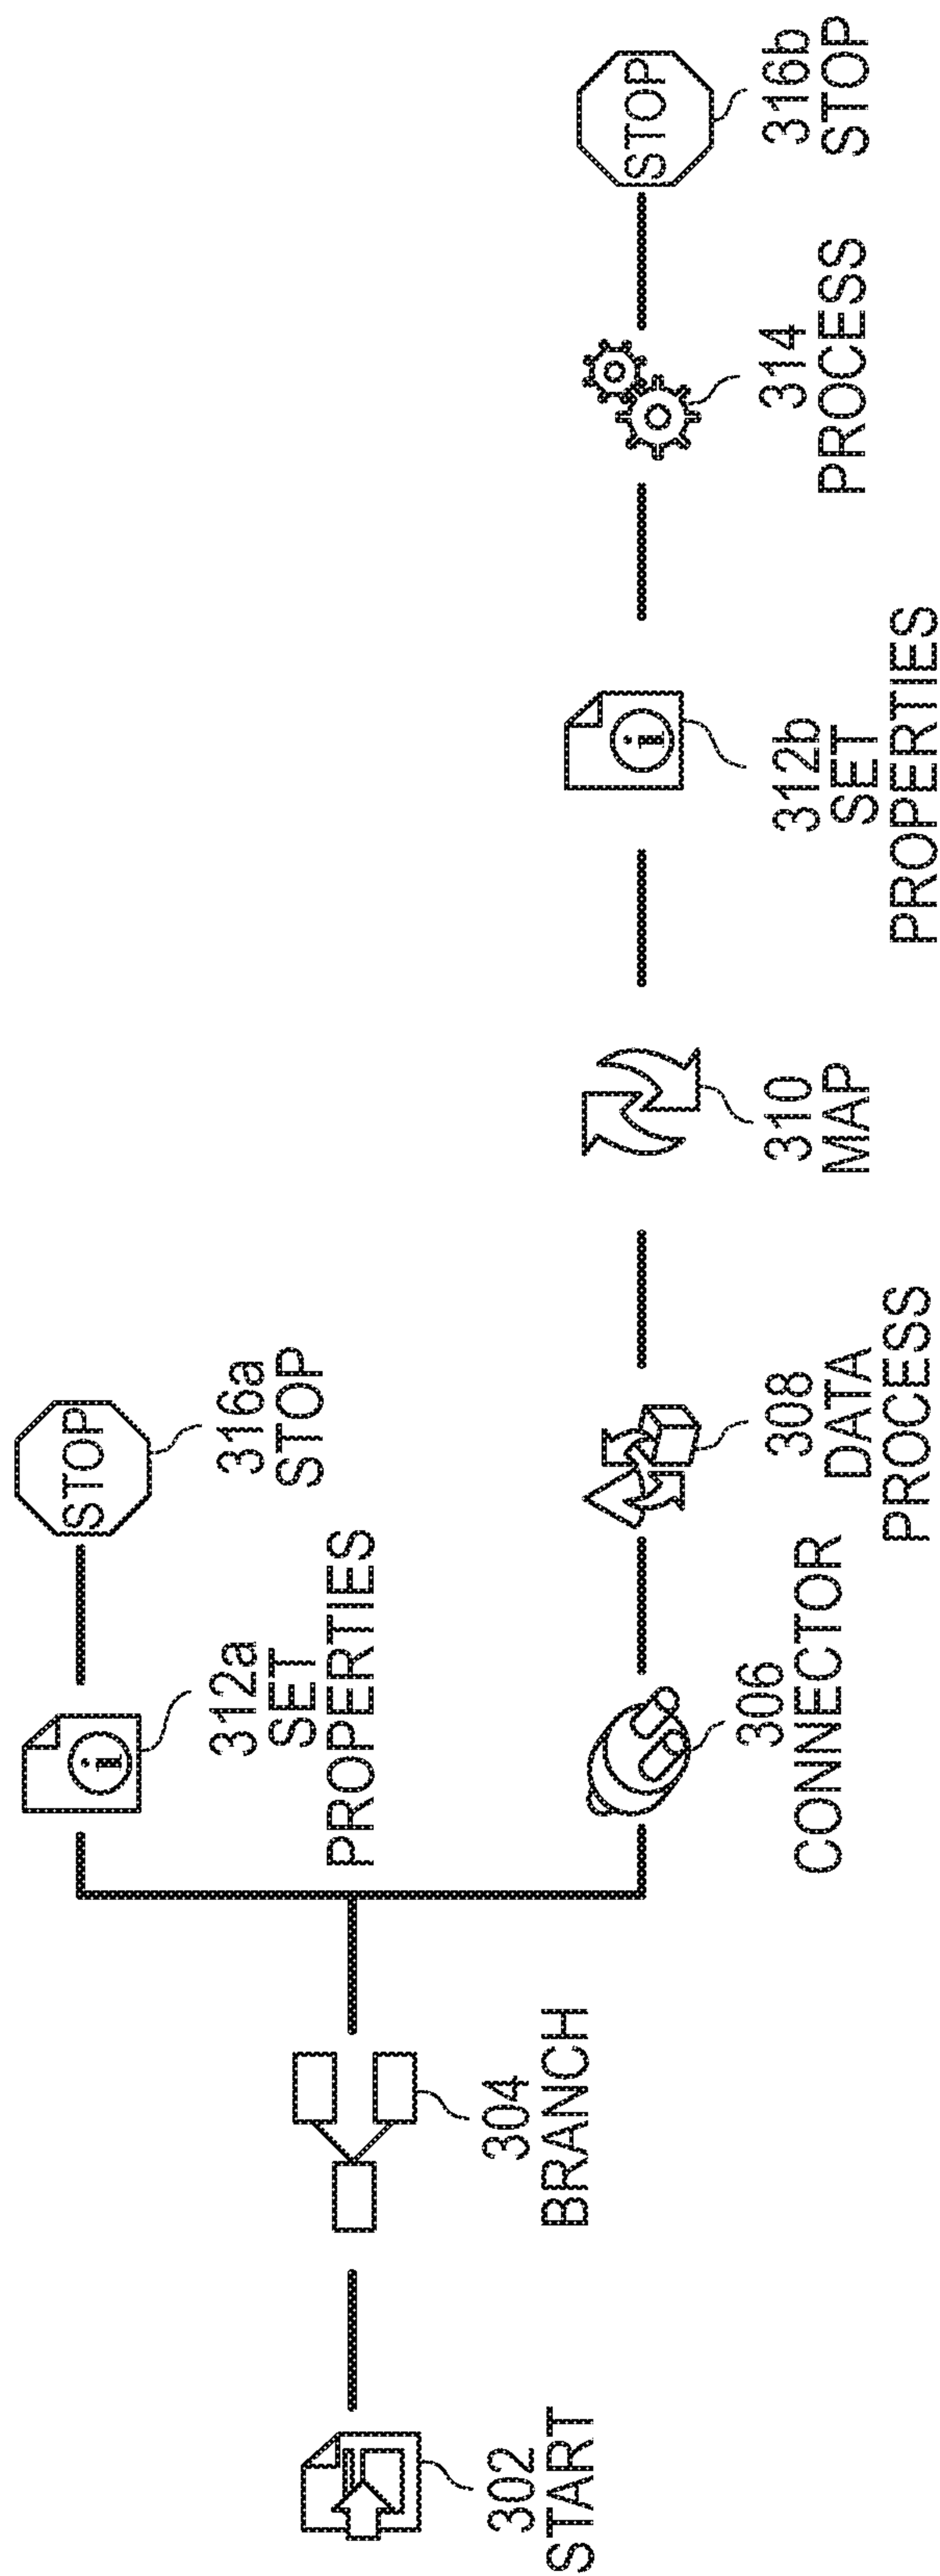 302
START
304
BRANCH
312a
SET
PROPERTIES
STOP
316a
STOP
306
CONNECTOR
308
DATA
PROCESS
310
MAP
312b
SET
PROPERTIES
314
PROCESS
STOP
316b
STOP